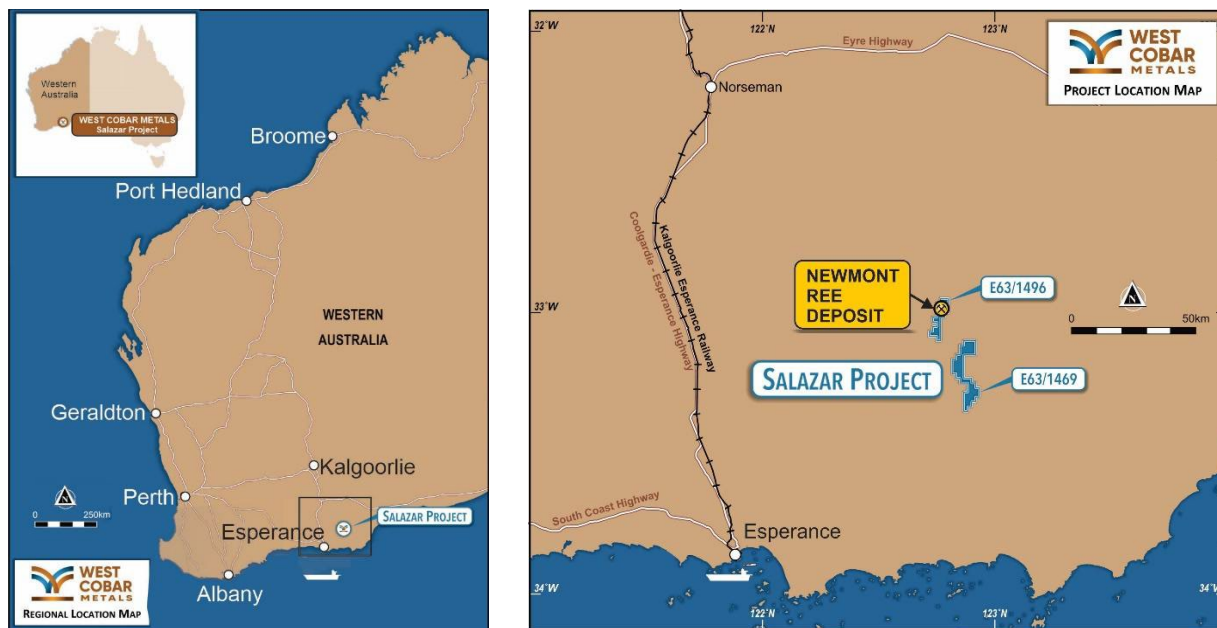 Western
Australia
WEST COBAR METALS
Salazar Project
Broome
Port Hedland
WESTERN
AUSTRALIA
Geraldton
Kalgoorlie
Perth
N
0 250km
Esperance
SALAZAR PROJECT
Albany
WEST
COBAR
METALS
REGIONAL LOCATION MAP
32°W
122°W
123°W
32°W
Eyre Highway
WEST
COBAR
METALS
PROJECT LOCATION MAP
Norseman
Coolgardie - Esperance Highway
Kalgoorlie Esperance Railway
NEWMONT
REE
DEPOSIT
E63/1496
N
0 50km
33°W
SALAZAR PROJECT
E63/1469
South Coast Highway
Esperance
34°W
122°W
123°W
34°W